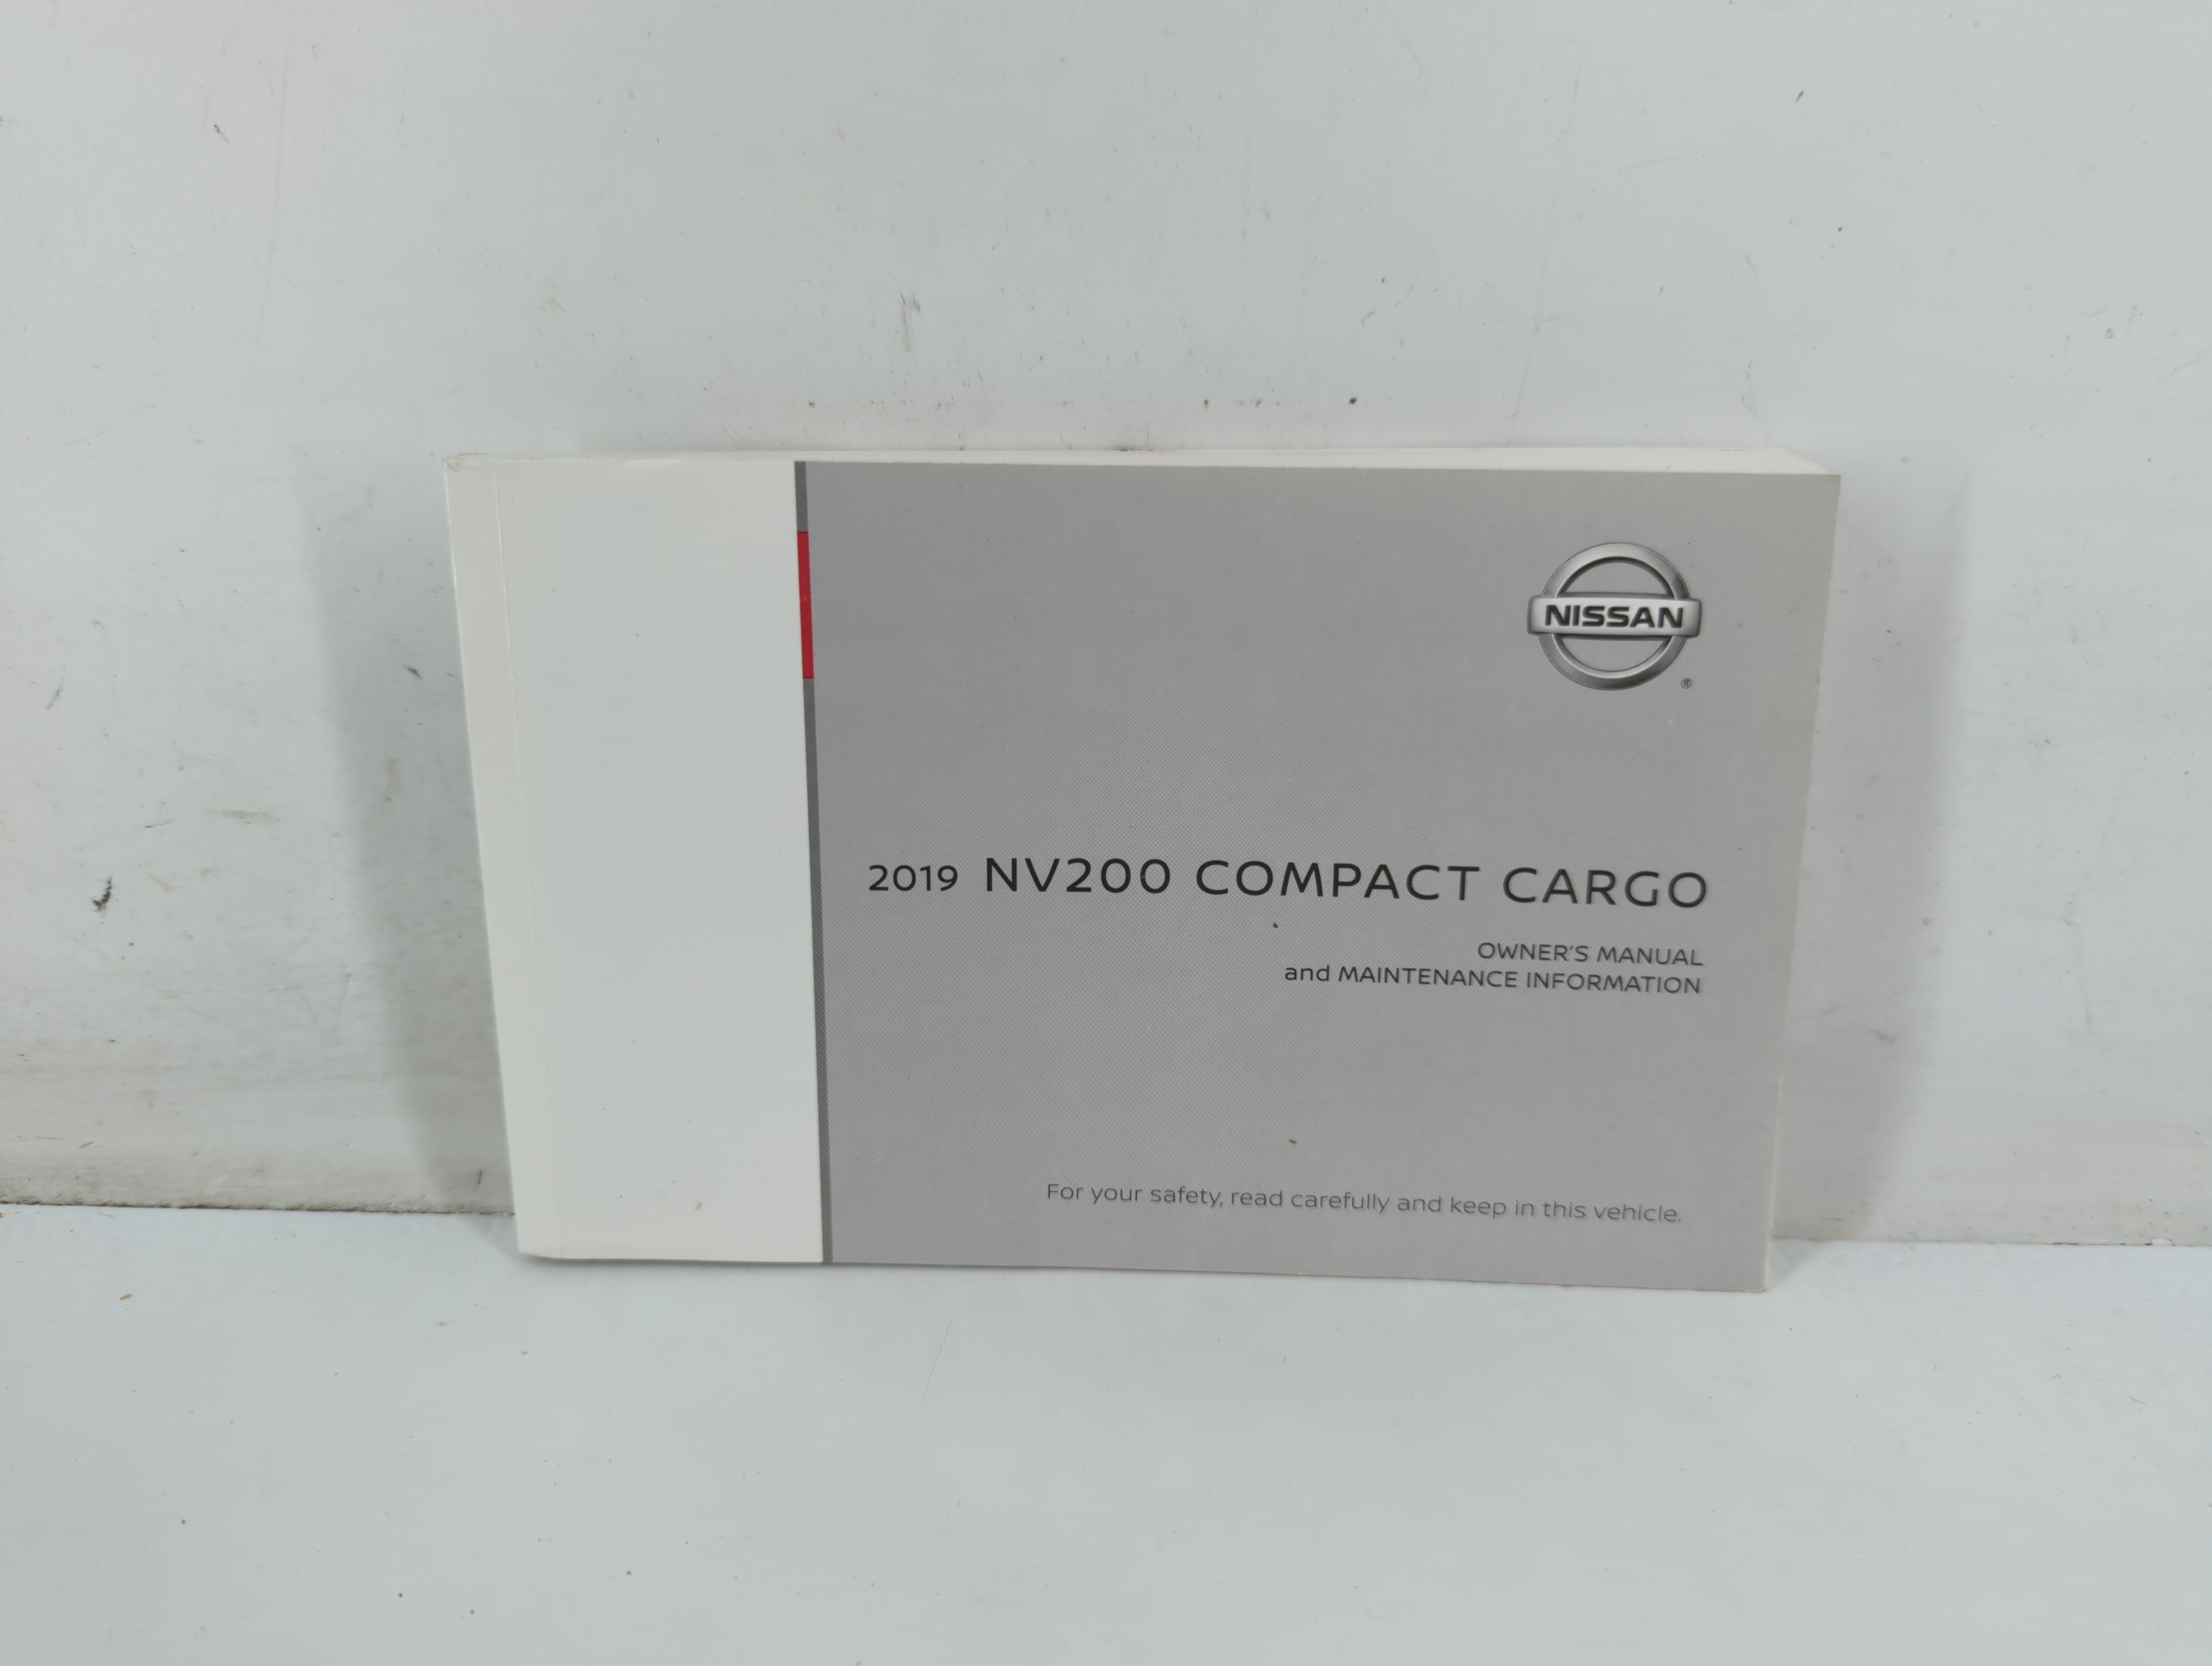 NISSAN
®
2019 NV200 COMPACT CARGO
OWNER'S MANUAL
and MAINTENANCE INFORMATION
For your safety, read carefully and keep in this vehicle.